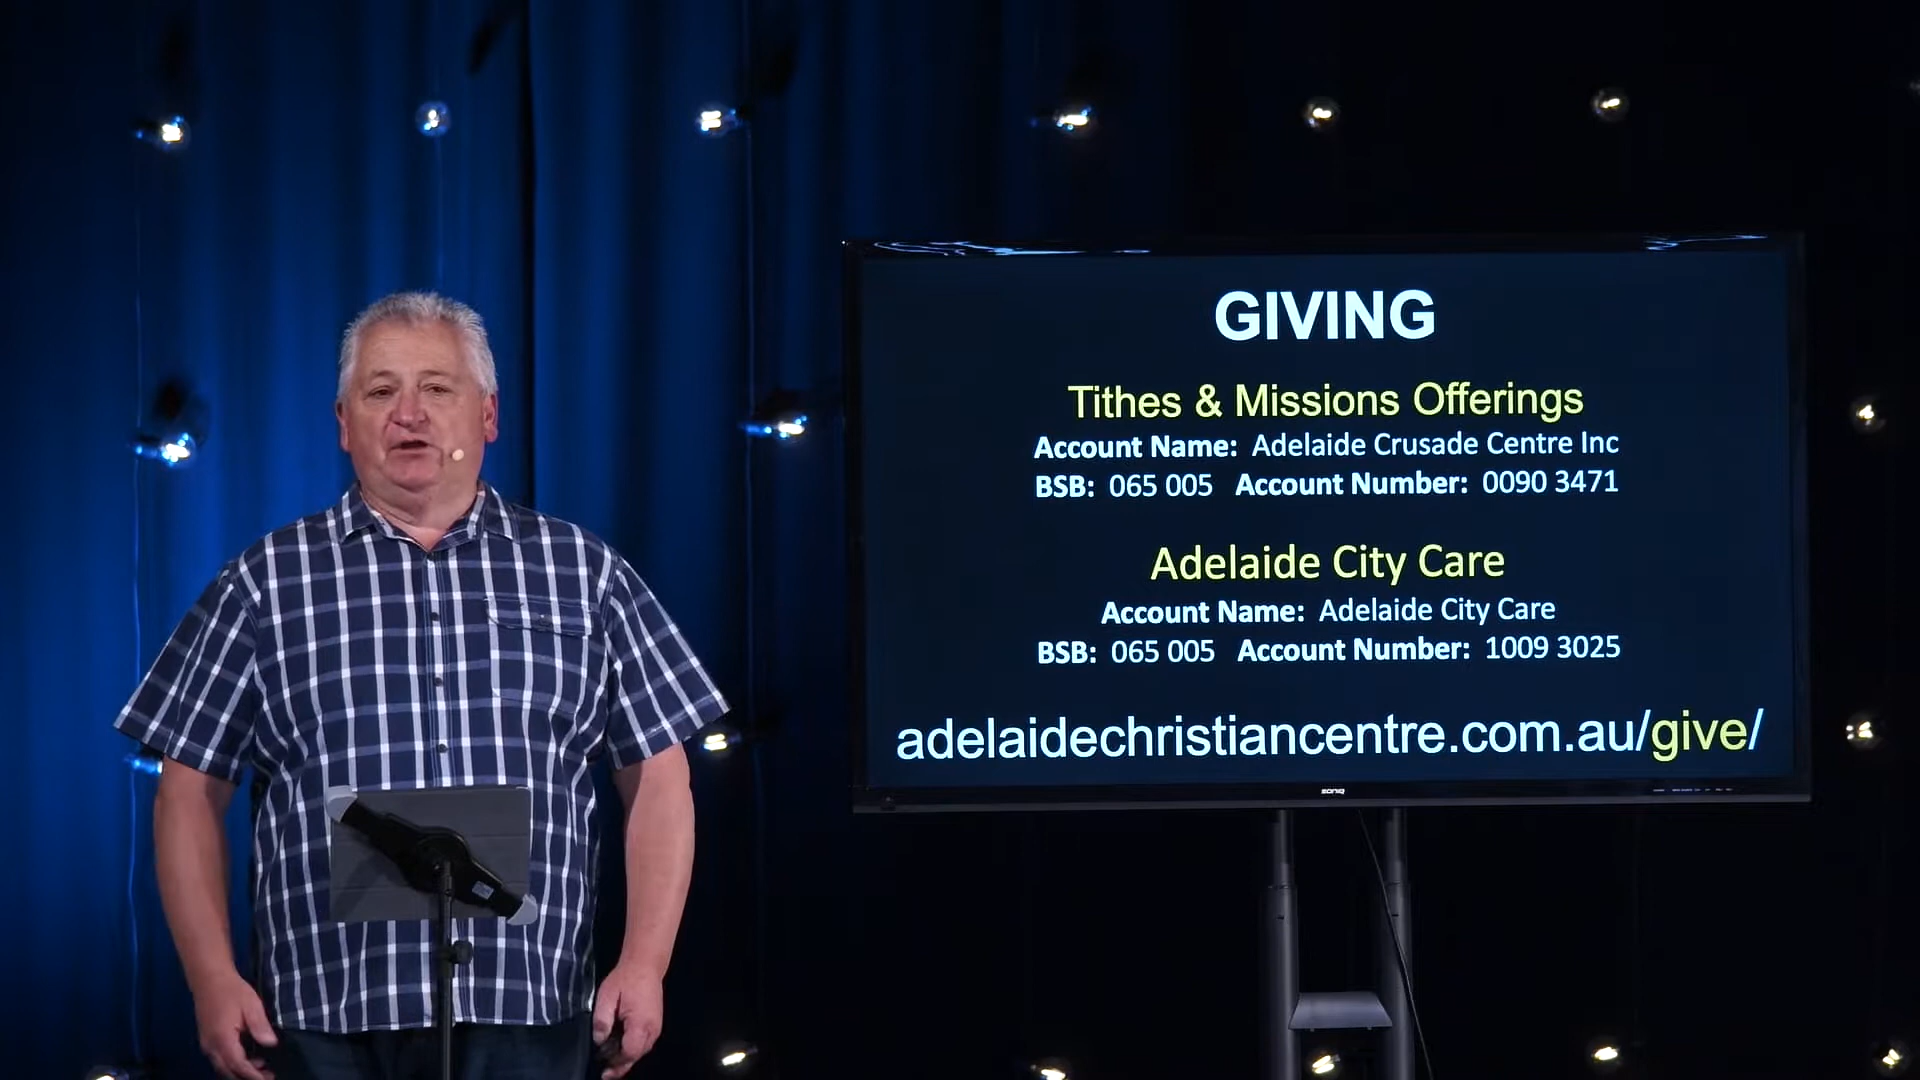 GIVING
Tithes & Missions Offerings
Account Name: Adelaide Crusade Centre Inc
BSB: 065 005 Account Number: 0090 3471
Adelaide City Care
Account Name: Adelaide City Care
BSB: 065 005 Account Number: 1009 3025
adelaidechristiancentre.com.au/give/
soniq